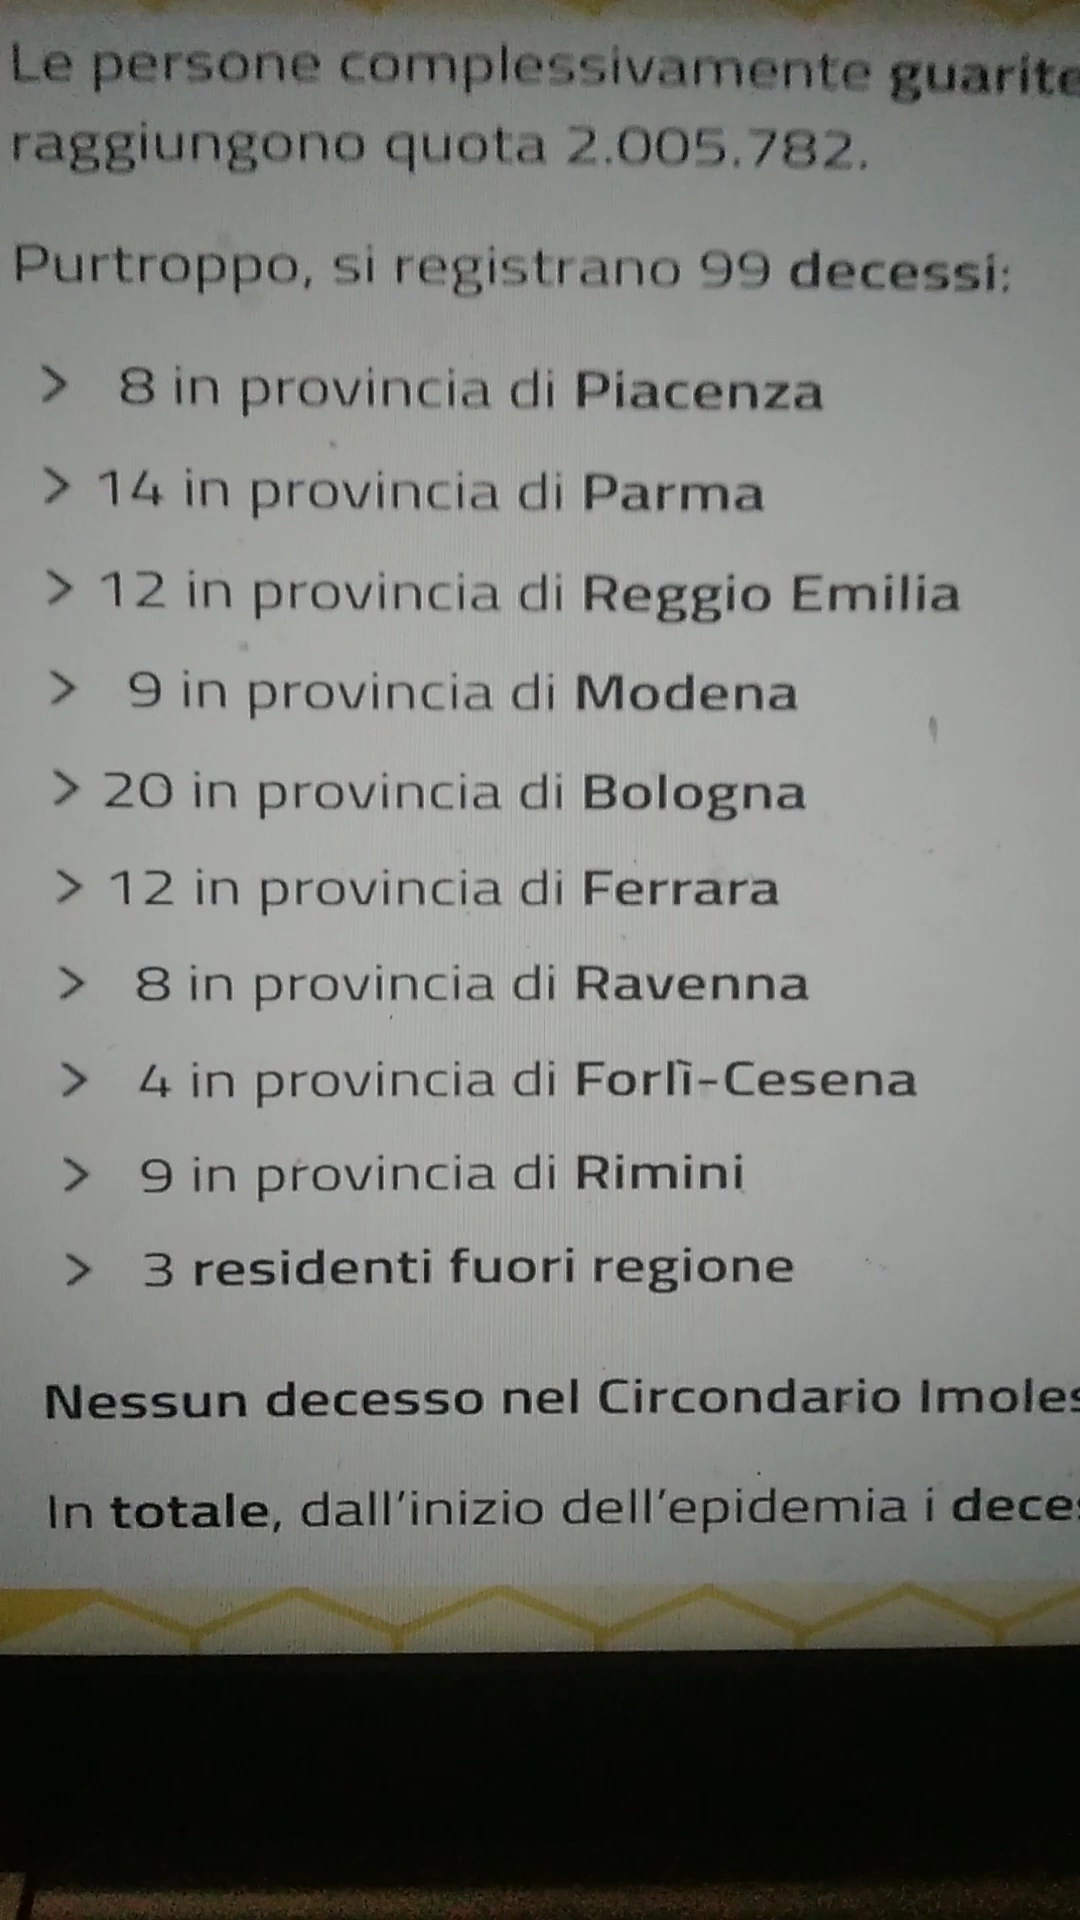 Le persone complessivamente guarite
raggiungono quota 2.005.782.
Purtroppo, si registrano 99 decessi:
> 8 in provincia di Piacenza
> 14 in provincia di Parma
> 12 in provincia di Reggio Emilia
> 9 in provincia di Modena
> 20 in provincia di Bologna
> 12 in provincia di Ferrara
> 8 in provincia di Ravenna
> 4 in provincia di Forlì-Cesena
> 9 in provincia di Rimini
> 3 residenti fuori regione
Nessun decesso nel Circondario Imoles
In totale, dall'inizio dell'epidemia i dece